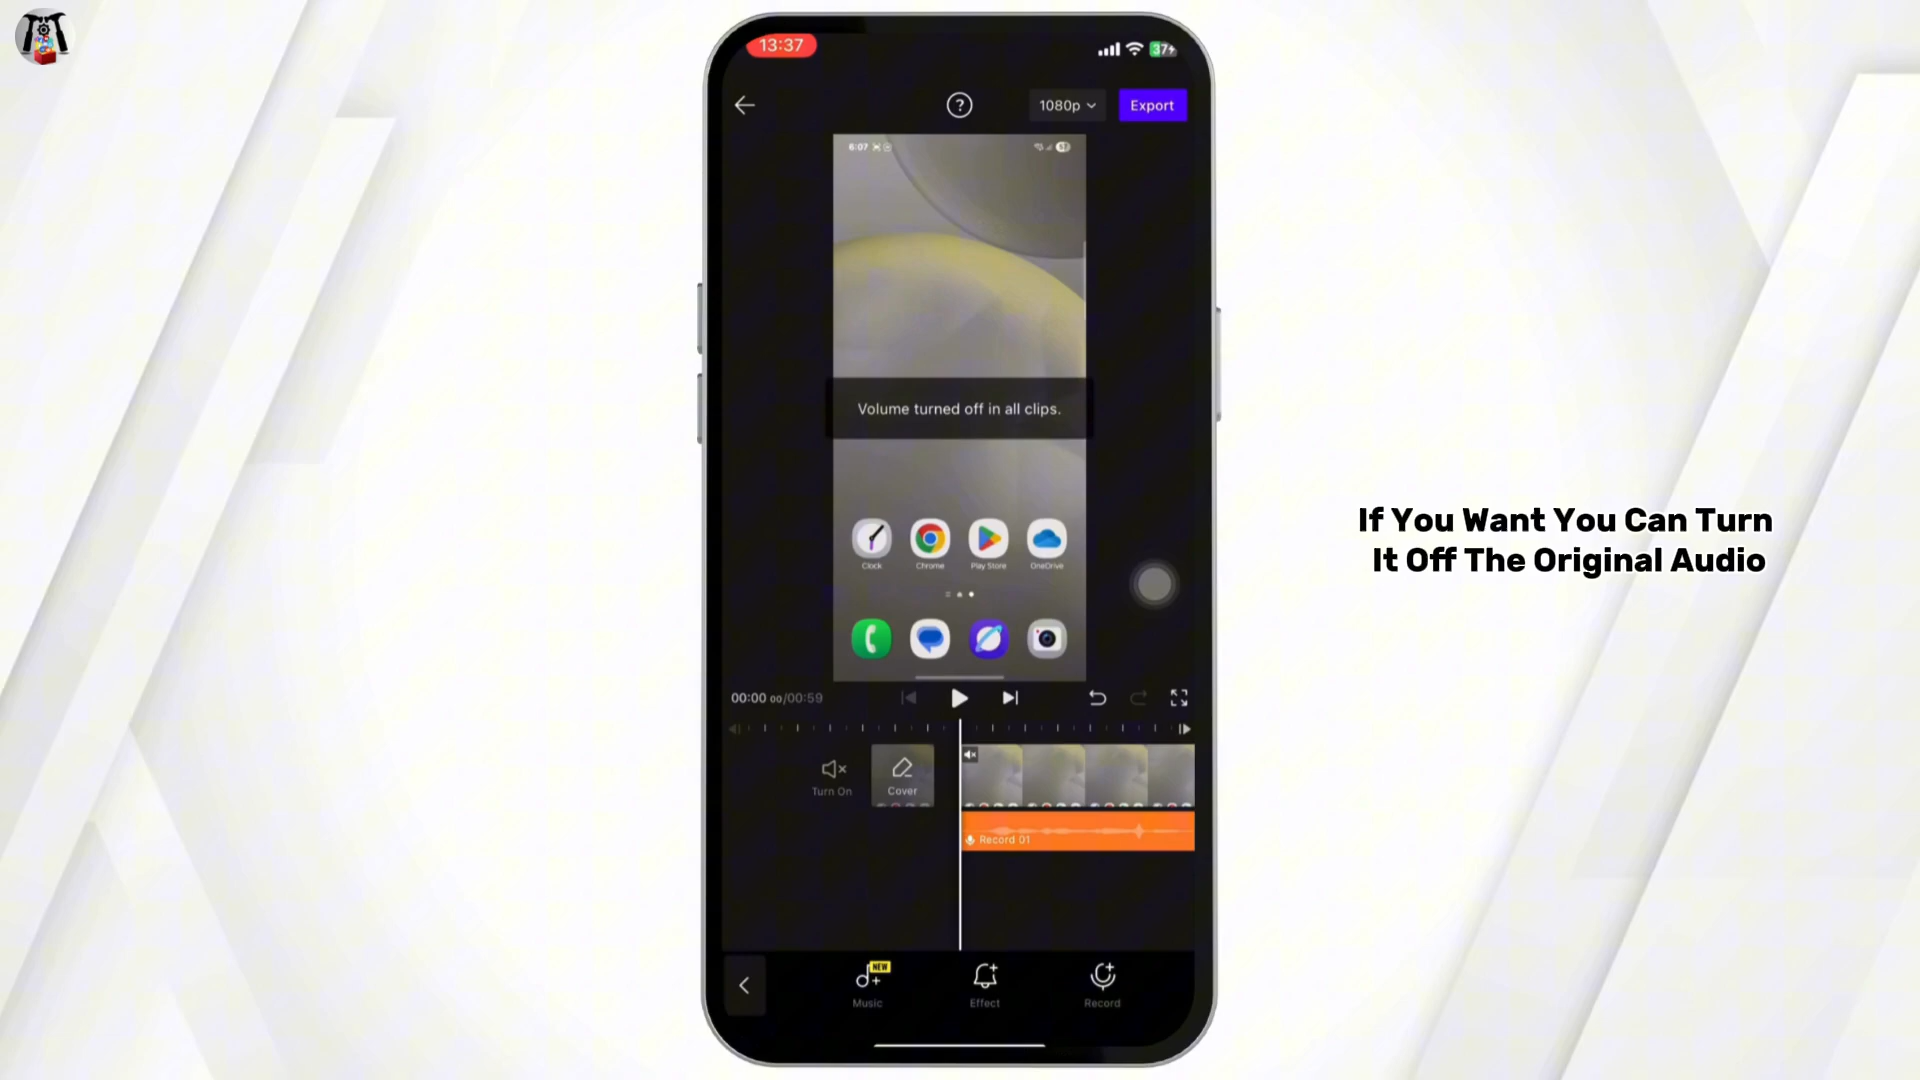 13:37
37
?
1080p
Export
6:07
Volume turned off in all clips.
Clock
Chrome
Play Store
OneDrive
If You Want You Can Turn
It Off The Original Audio
00:00 00/00:59
Turn On
Cover
Record 01
NEW
Music
Effect
Record